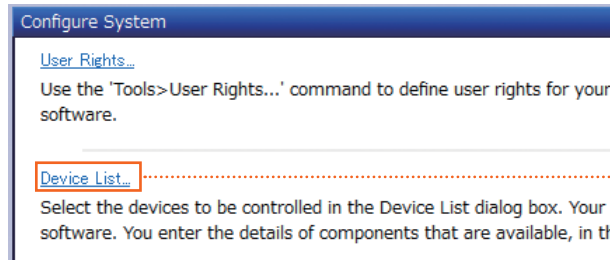 Configure System
User Rights...
Use the 'Tools>User Rights...' command to define user rights for your
software.
Device List...
Select the devices to be controlled in the Device List dialog box. Your
software. You enter the details of components that are available, in